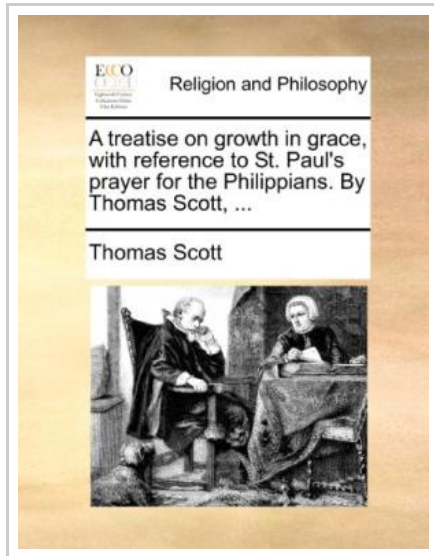 ECCO
Religion and Philosophy
A treatise on growth in grace,
with reference to St. Paul's
prayer for the Philippians. By
Thomas Scott, ...
Thomas Scott